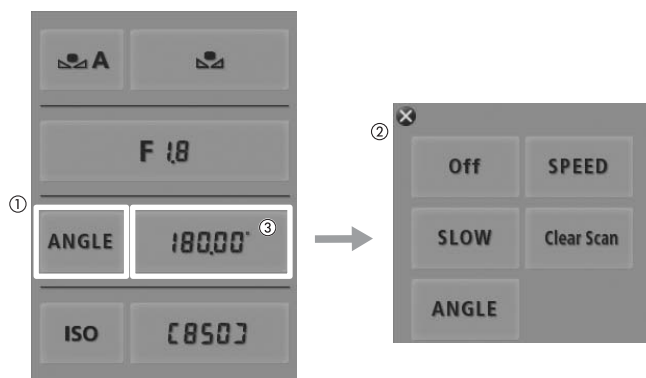 A
F 1.8
①
ANGLE 180.00° ③
ISO [850]
②
Off SPEED
SLOW Clear Scan
ANGLE